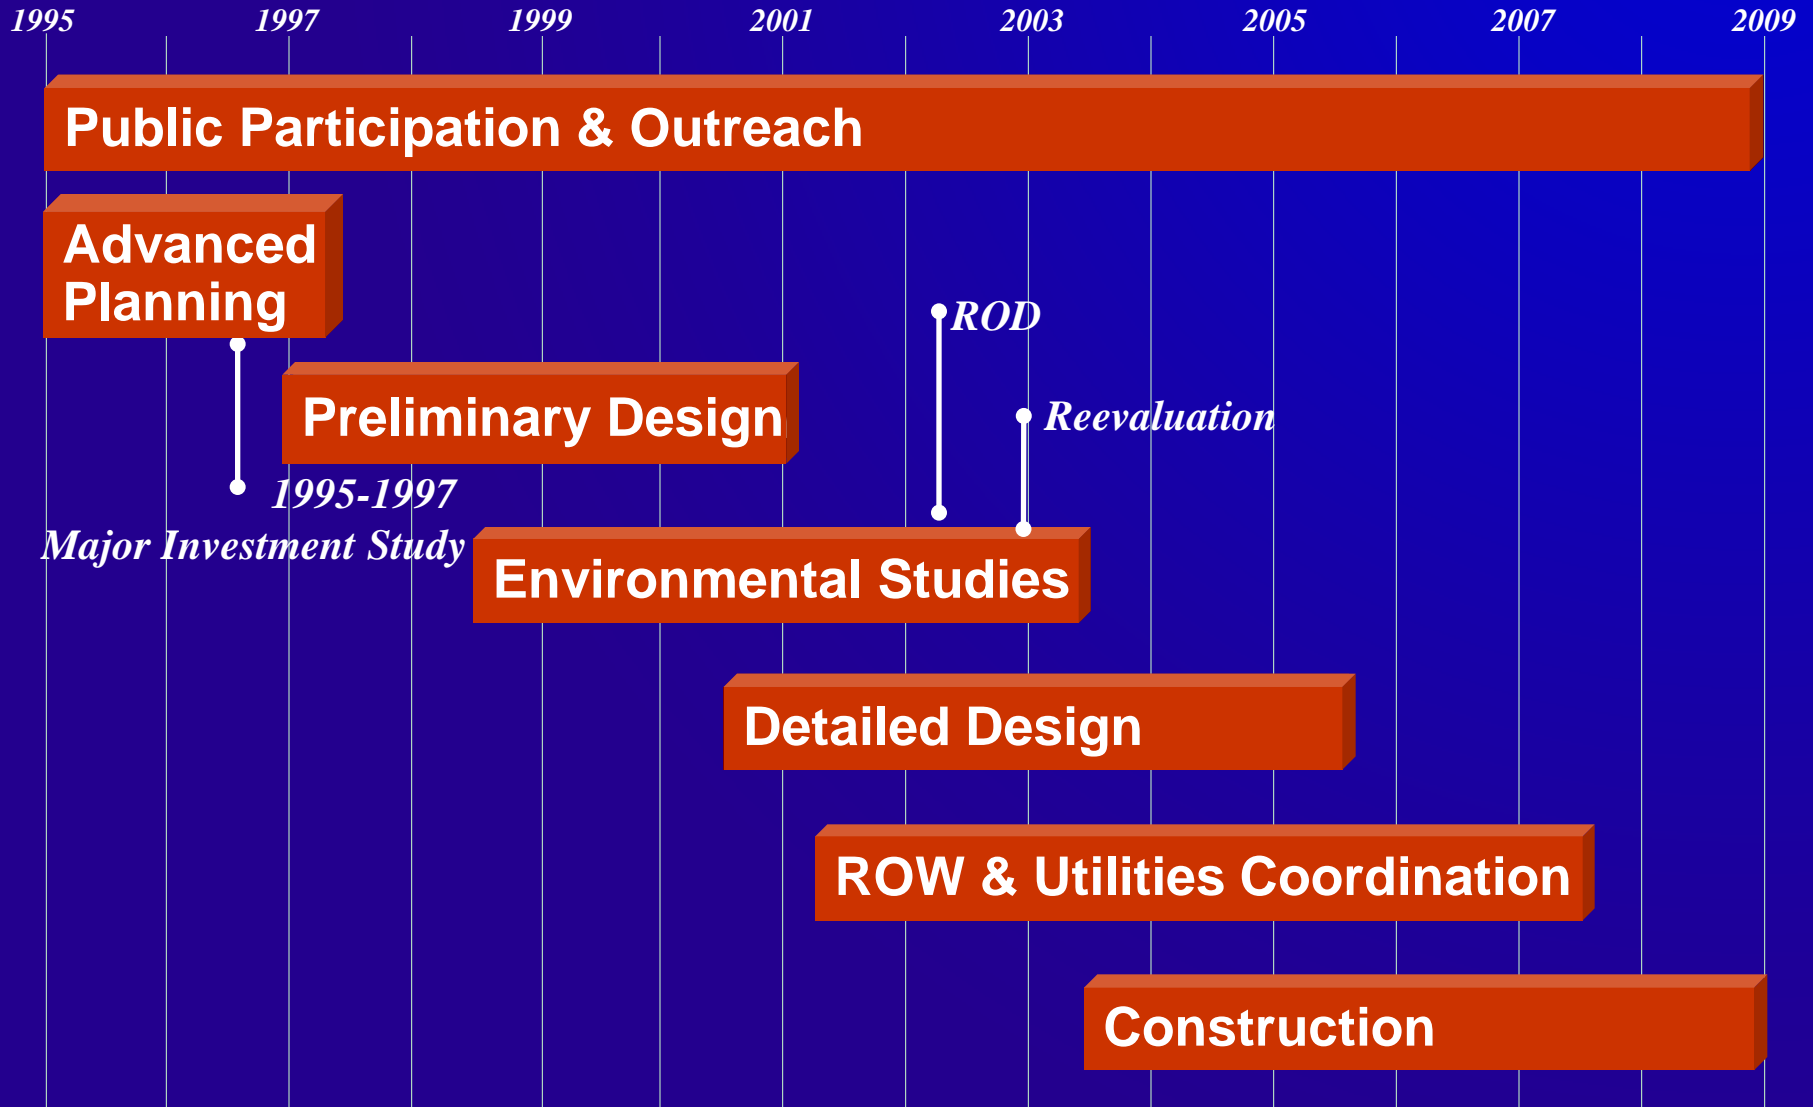 1995 1997 1999 2001 2003 2005 2007 2009
Public Participation & Outreach
Advanced
Planning
ROD
Preliminary Design
Reevaluation
1995-1997
Major Investment Study
Environmental Studies
Detailed Design
ROW & Utilities Coordination
Construction